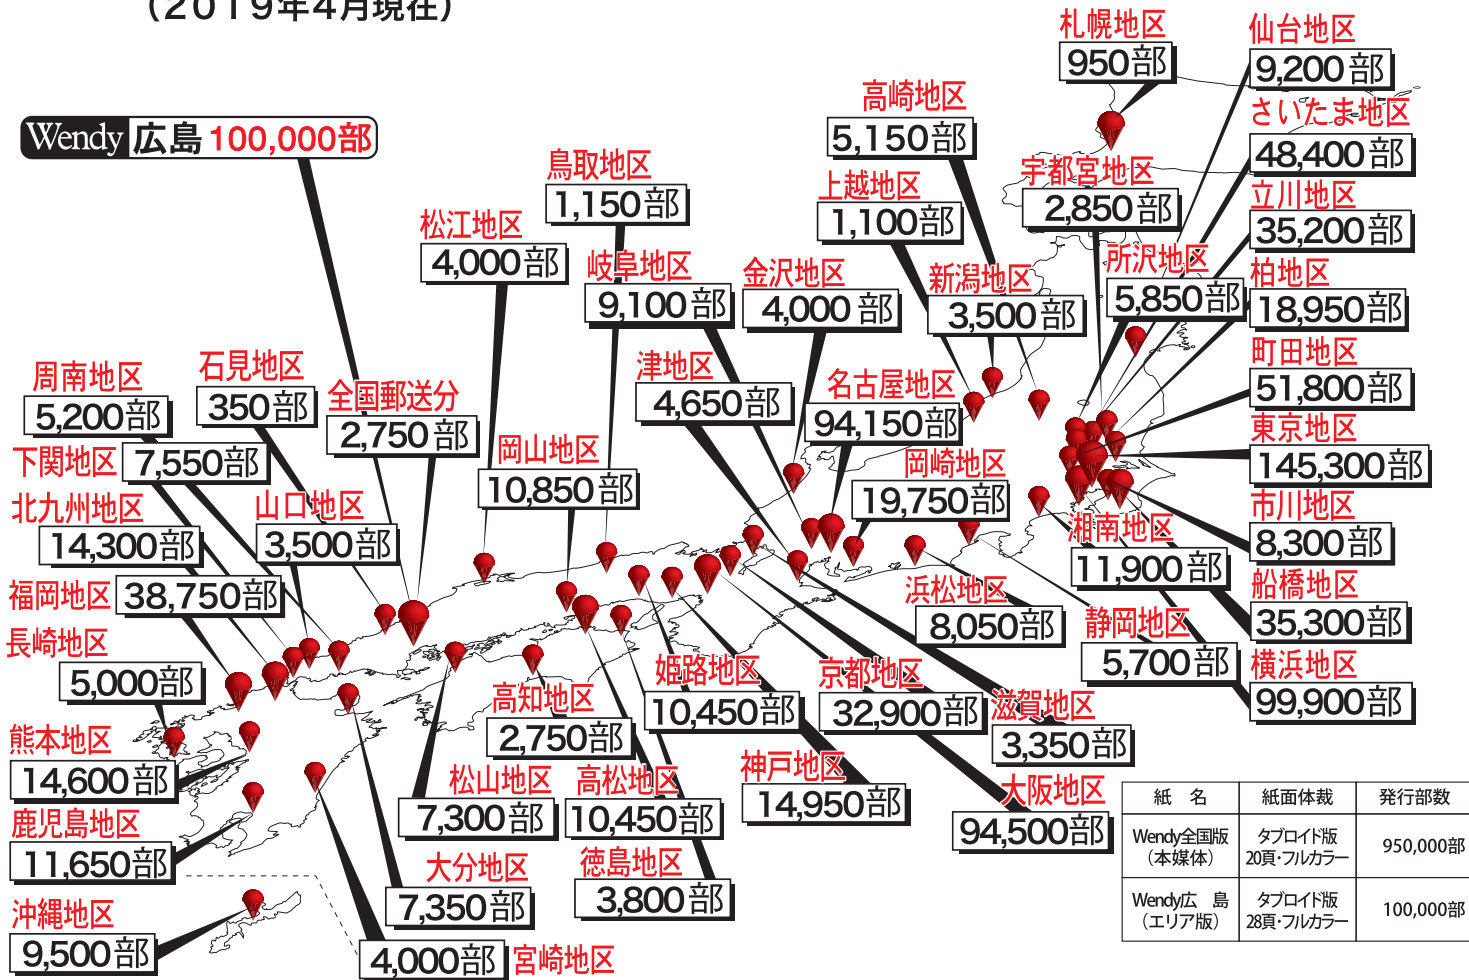 （2019年4月現在）
札幌地区
950部
仙台地区
9,200部
さいたま地区
48,400部
立川地区
35,200部
柏地区
18,950部
町田地区
51,800部
東京地区
145,300部
市川地区
8,300部
船橋地区
35,300部
横浜地区
99,900部
高崎地区
5,150部
宇都宮地区
2,850部
上越地区
1,100部
所沢地区
5,850部
新潟地区
3,500部
Wendy 広島 100,000部
鳥取地区
1,150部
松江地区
4,000部
岐阜地区
9,100部
金沢地区
4,000部
津地区
4,650部
名古屋地区
94,150部
岡崎地区
19,750部
湘南地区
11,900部
浜松地区
8,050部
静岡地区
5,700部
周南地区
5,200部
石見地区
350部
全国郵送分
2,750部
下関地区
7,550部
岡山地区
10,850部
北九州地区
14,300部
山口地区
3,500部
福岡地区
38,750部
長崎地区
5,000部
熊本地区
14,600部
鹿児島地区
11,650部
沖縄地区
9,500部
高知地区
2,750部
姫路地区
10,450部
京都地区
32,900部
滋賀地区
3,350部
松山地区
7,300部
高松地区
10,450部
神戸地区
14,950部
大阪地区
94,500部
大分地区
7,350部
徳島地区
3,800部
4,000部
宮崎地区
紙　名 紙面体裁 発行部数
Wendy全国版
（本媒体）
タブロイド版
20頁・フルカラー
950,000部
Wendy広　島
（エリア版）
タブロイド版
28頁・フルカラー
100,000部